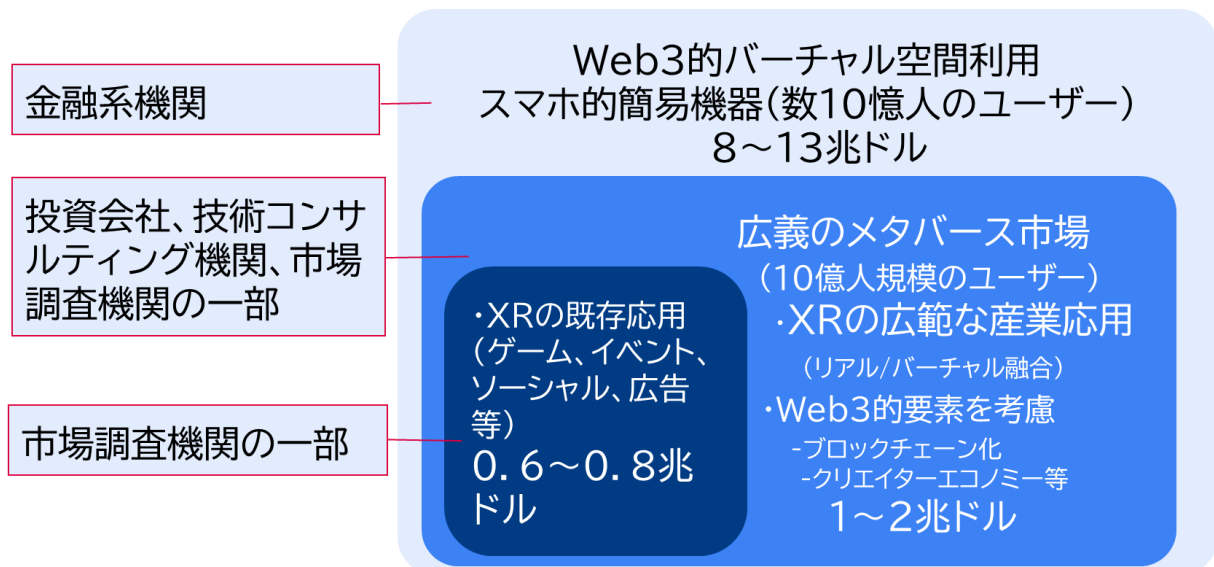 金融系機関
投資会社、技術コンサ
ルティング機関、市場
調査機関の一部
市場調査機関の一部
Web3的バーチャル空間利用
スマホ的簡易機器(数10憶人のユーザー)
8~13兆ドル
広義のメタバース市場
(10億人規模のユーザー)
・XRの広範な産業応用
(リアル/バーチャル融合)
・Web3的要素を考慮
-ブロックチェーン化
-クリエイターエコノミー等
1~2兆ドル
・XRの既存応用
(ゲーム、イベント、
ソーシャル、広告
等)
0.6~0.8兆
ドル